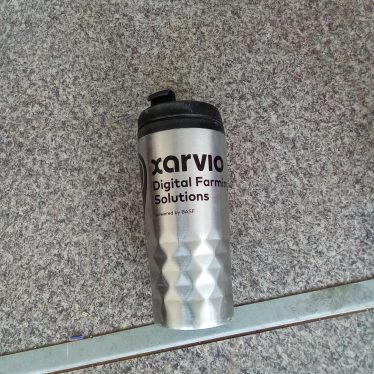 xarvio
Digital Farmin
Solutions
powered by BASF